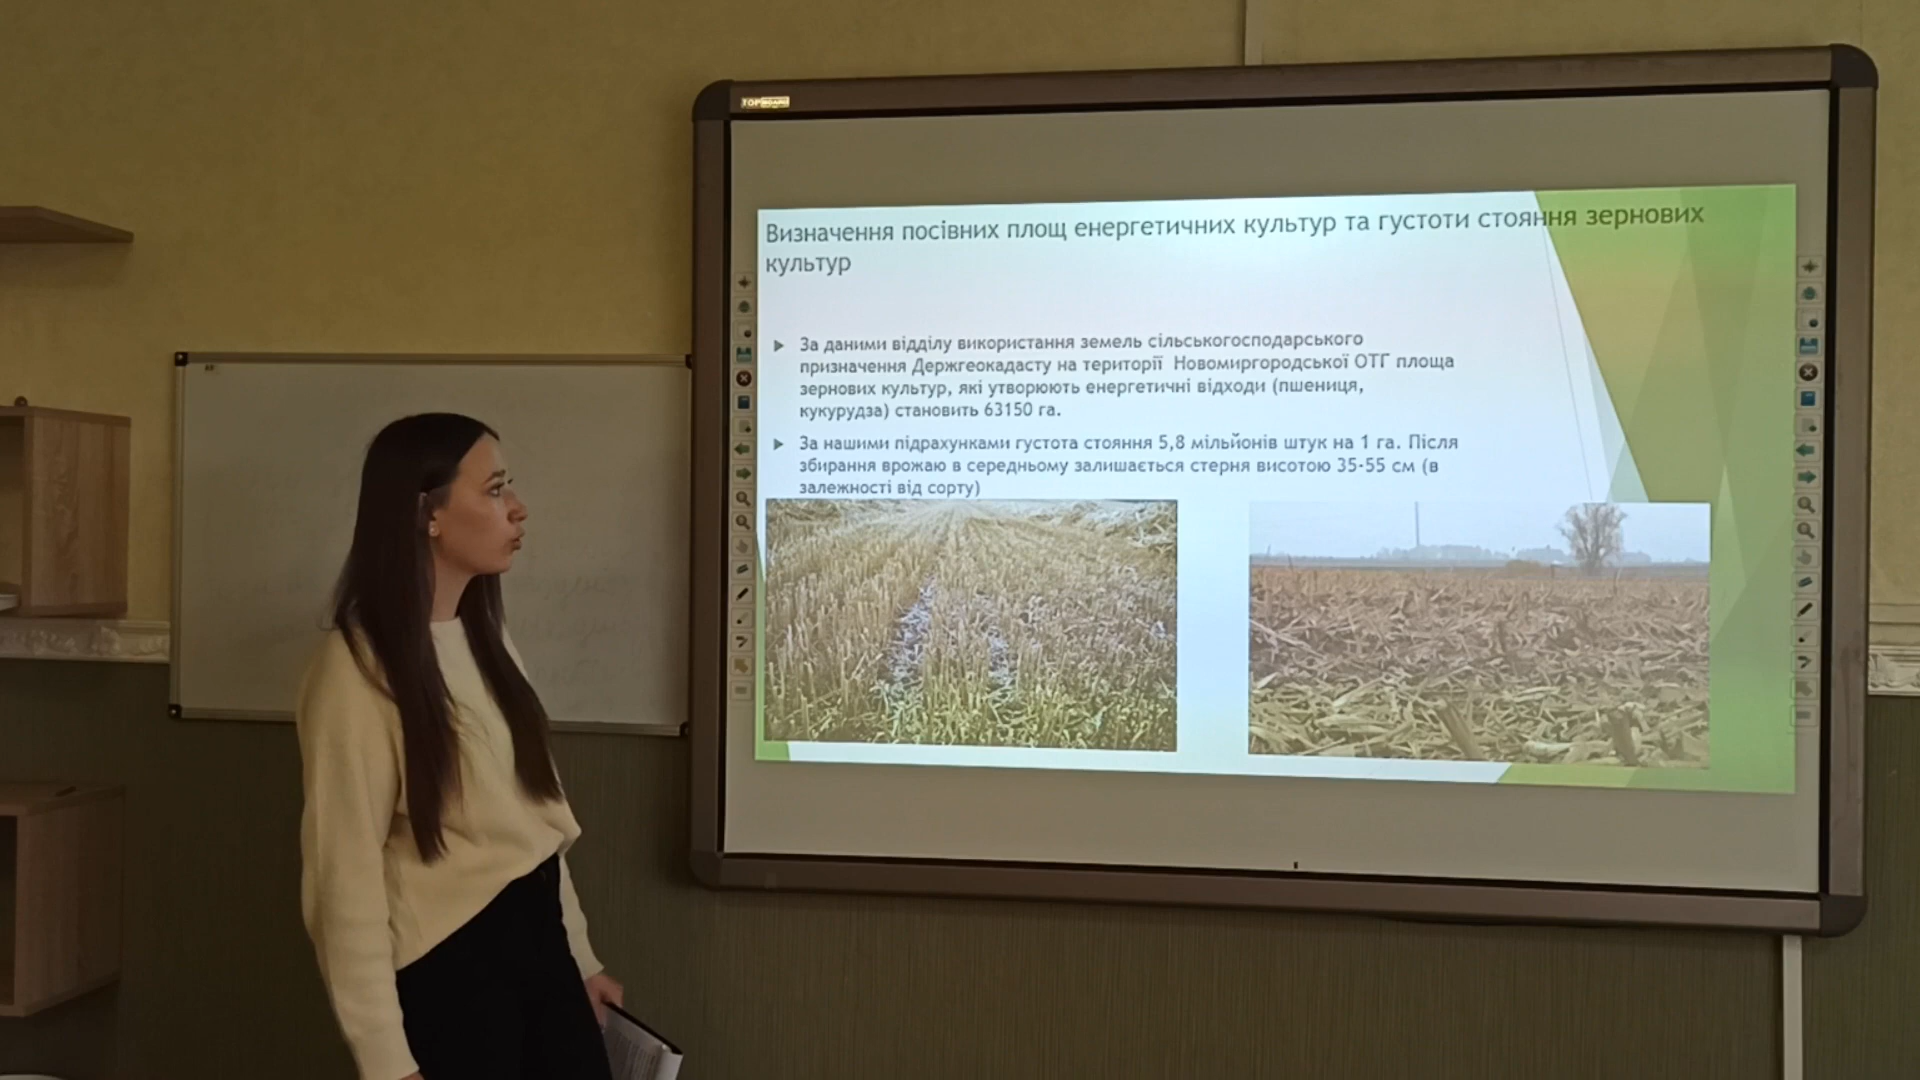 TOPBOARD
Визначення посівних площ енергетичних культур та густоти стояння зернових
культур
За даними відділу використання земель сільськогосподарського
призначення Держгеокадасту на території Новомиргородської ОТГ площа
зернових культур, які утворюють енергетичні відходи (пшениця,
кукурудза) становить 63150 га.
За нашими підрахунками густота стояння 5,8 мільйонів штук на 1 га. Після
збирання врожаю в середньому залишається стерня висотою 35-55 см (в
залежності від сорту)